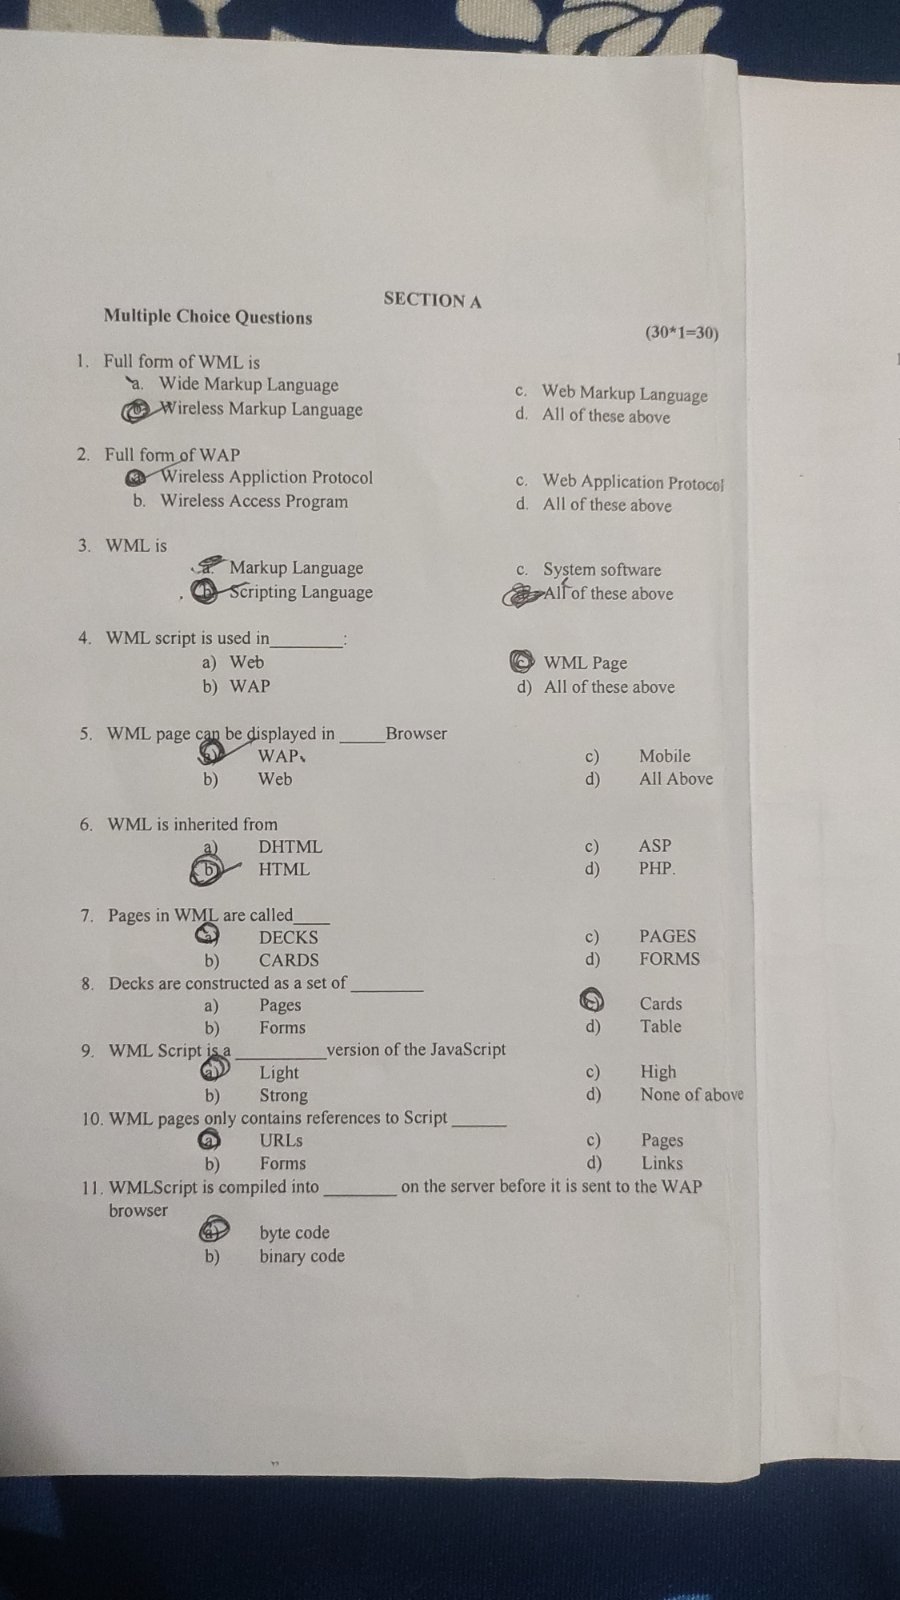 SECTION A
Multiple Choice Questions
(30*1=30)
1. Full form of WML is
a. Wide Markup Language
b. Wireless Markup Language
c. Web Markup Language
d. All of these above
2. Full form of WAP
a. Wireless Appliction Protocol
b. Wireless Access Program
c. Web Application Protocol
d. All of these above
3. WML is
a. Markup Language
b. Scripting Language
c. System software
All of these above
4. WML script is used in________:
a) Web
b) WAP
c) WML Page
d) All of these above
5. WML page can be displayed in _____Browser
a) WAP
b) Web
c) Mobile
d) All Above
6. WML is inherited from
a) DHTML
b) HTML
c) ASP
d) PHP.
7. Pages in WML are called____
a) DECKS
b) CARDS
c) PAGES
d) FORMS
8. Decks are constructed as a set of ________
a) Pages
b) Forms
c) Cards
d) Table
9. WML Script is a __________version of the JavaScript
a) Light
b) Strong
c) High
d) None of above
10. WML pages only contains references to Script ______
a) URLs
b) Forms
c) Pages
d) Links
11. WMLScript is compiled into ________ on the server before it is sent to the WAP
browser
a) byte code
b) binary code